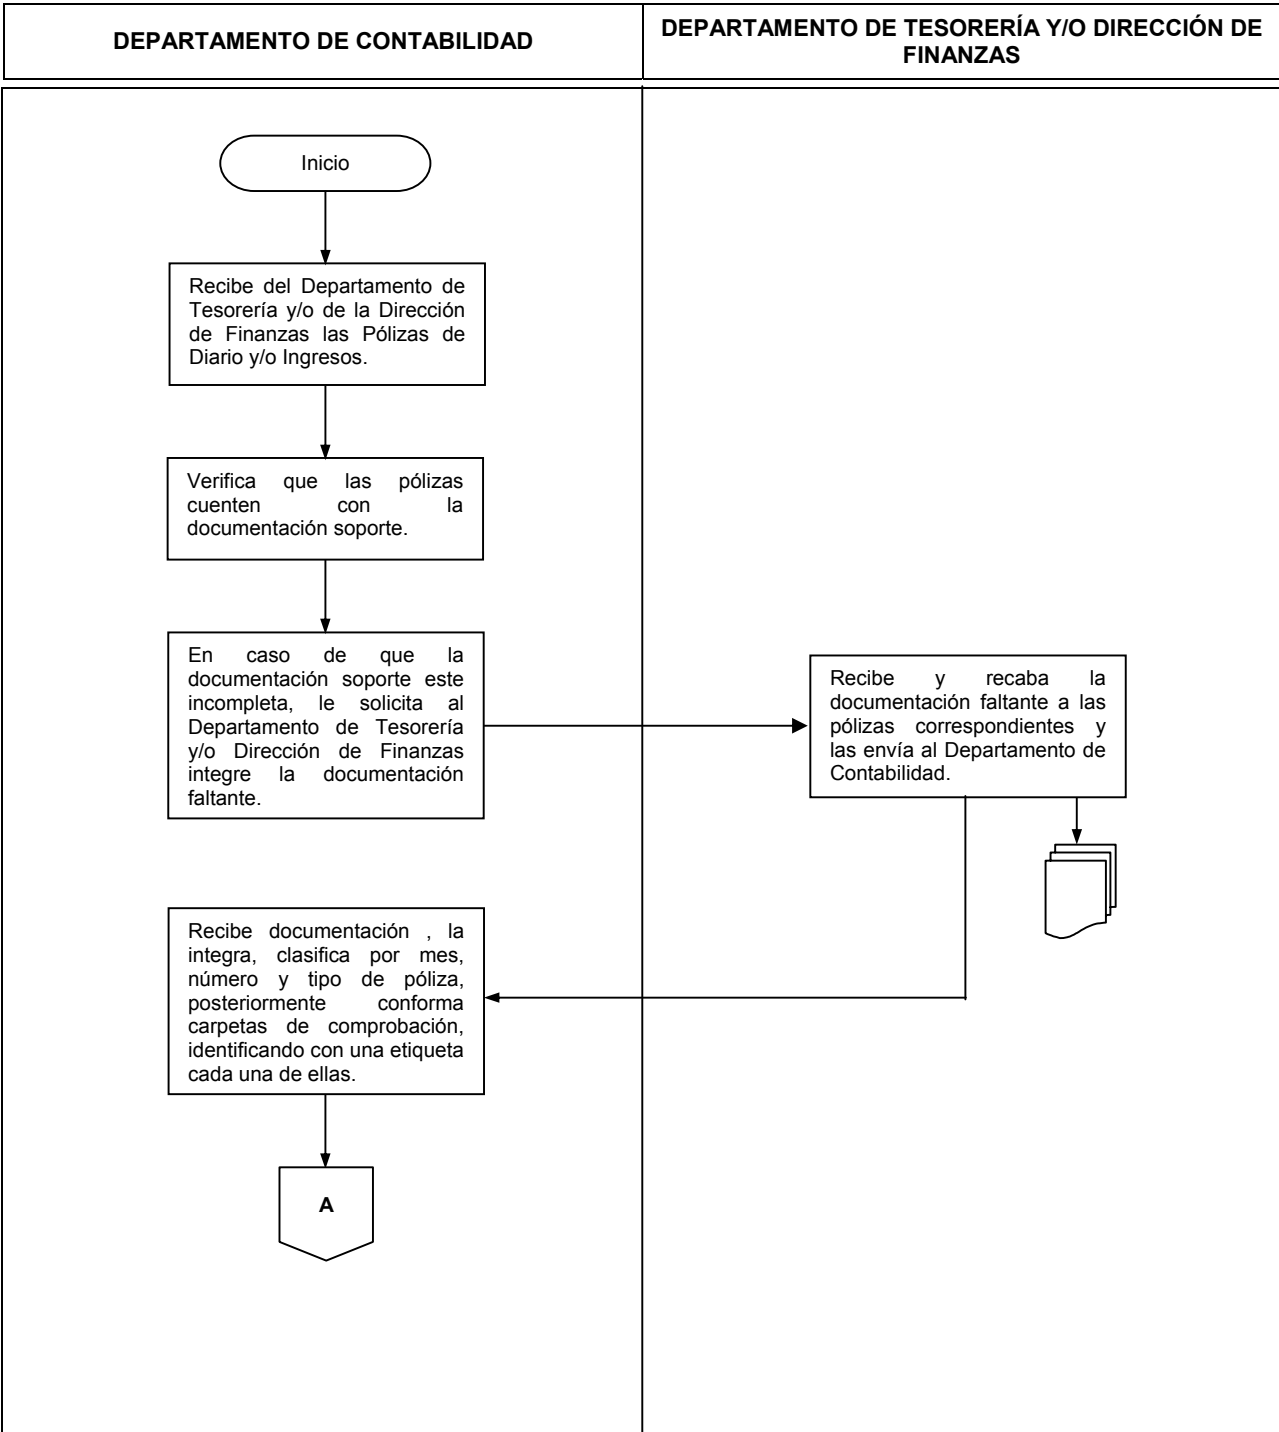 DEPARTAMENTO DE CONTABILIDAD
DEPARTAMENTO DE TESORERÍA Y/O DIRECCIÓN DE
FINANZAS
Inicio
Recibe del Departamento de
Tesorería y/o de la Dirección
de Finanzas las Pólizas de
Diario y/o Ingresos.
Verifica que las pólizas
cuenten con la
documentación soporte.
En caso de que la
documentación soporte este
incompleta, le solicita al
Departamento de Tesorería
y/o Dirección de Finanzas
integre la documentación
faltante.
Recibe y recaba la
documentación faltante a las
pólizas correspondientes y
las envía al Departamento de
Contabilidad.
Recibe documentación , la
integra, clasifica por mes,
número y tipo de póliza,
posteriormente conforma
carpetas de comprobación,
identificando con una etiqueta
cada una de ellas.
A